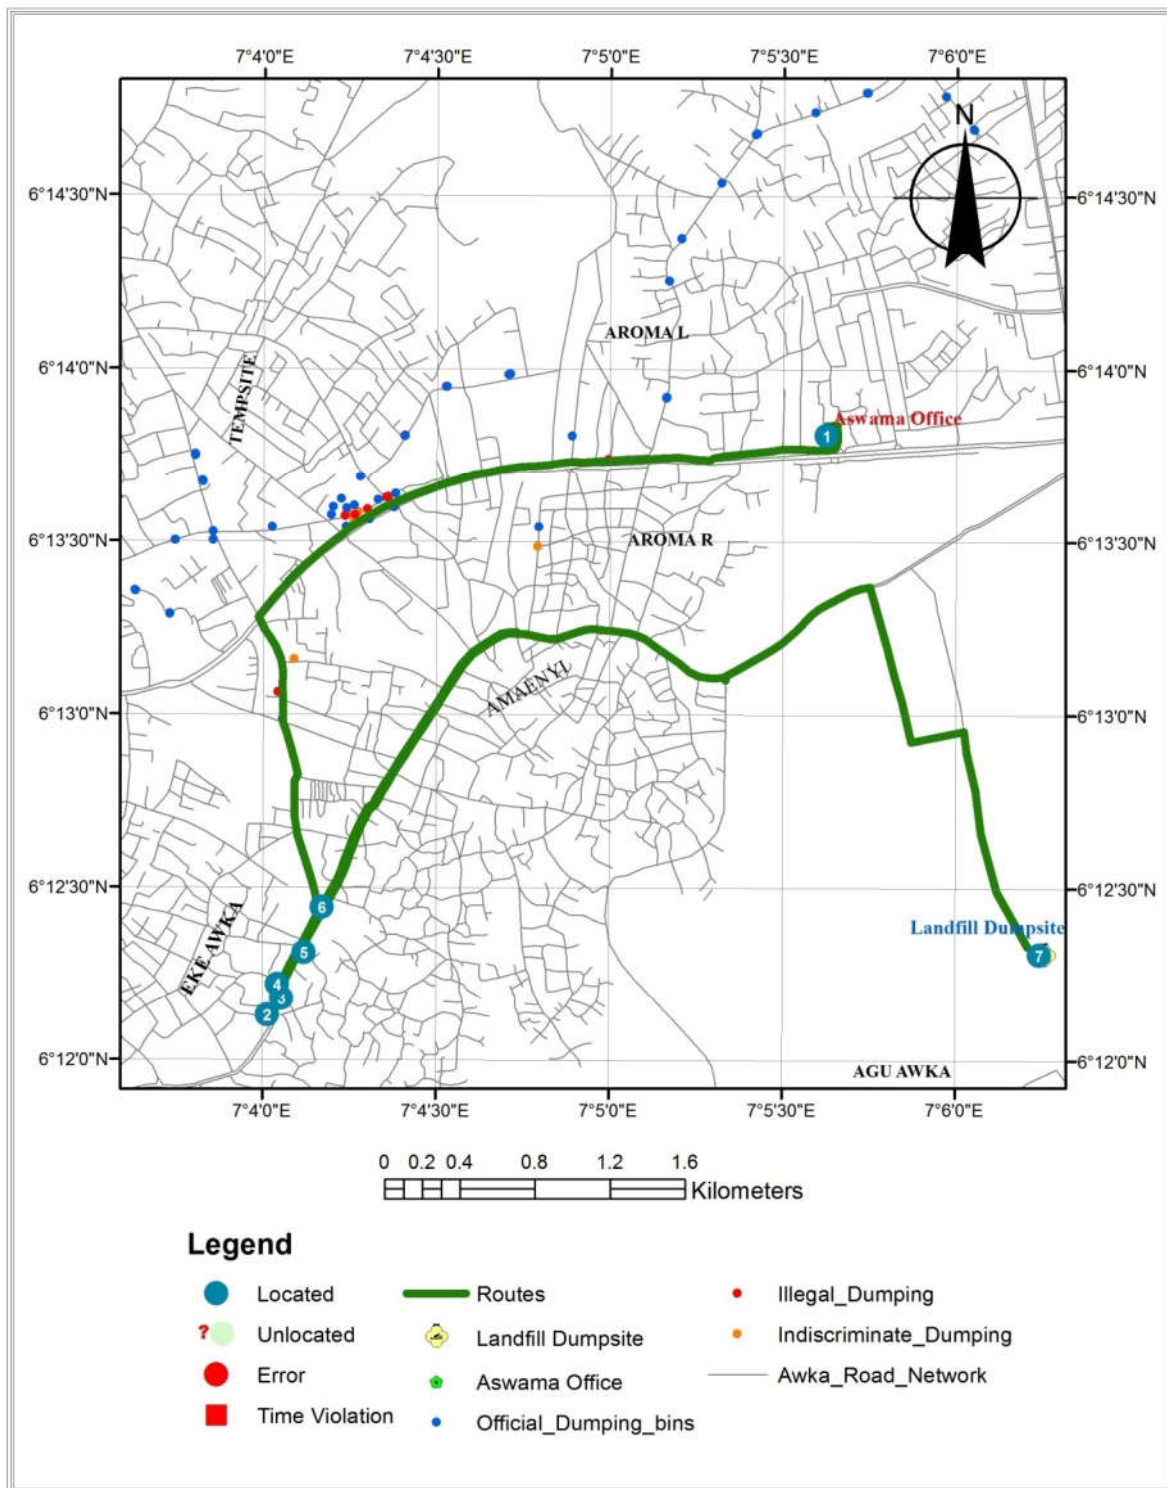 7°4'0"E 7°4'30"E 7°5'0"E 7°5'30"E 7°6'0"E
N
6°14'30"N 6°14'30"N
AROMA L
6°14'0"N 6°14'0"N
TEMPSITE
Aswama Office
1
6°13'30"N AROMA R 6°13'30"N
AMAENYI
6°13'0"N 6°13'0"N
6°12'30"N 6°12'30"N
6
EKE AWKA
Landfill Dumpsite
5
7
4
3
2
6°12'0"N 6°12'0"N
AGU AWKA
7°4'0"E 7°4'30"E 7°5'0"E 7°5'30"E 7°6'0"E
0 0.2 0.4 0.8 1.2 1.6
Kilometers
Legend
Located Routes Illegal_Dumping
? Unlocated Landfill Dumpsite Indiscriminate_Dumping
Error Aswama Office Awka_Road_Network
Time Violation Official_Dumping_bins